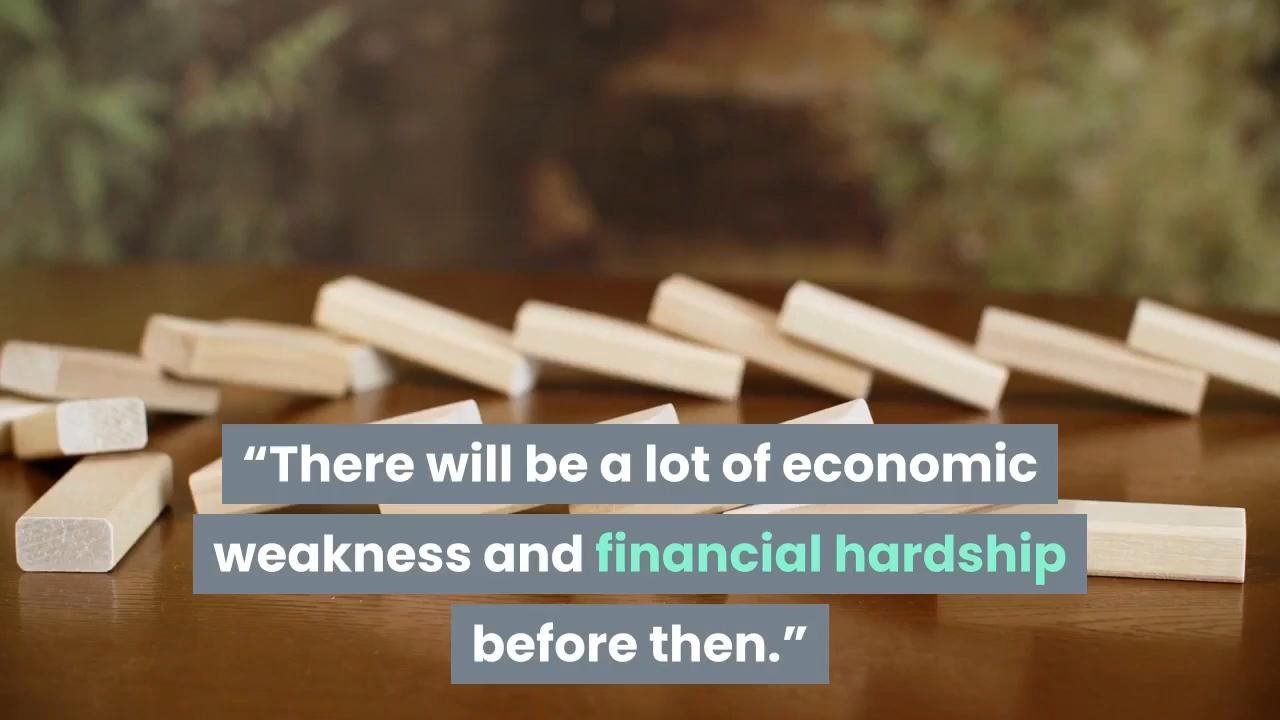 “There will be a lot of economic
weakness and financial hardship
before then.”